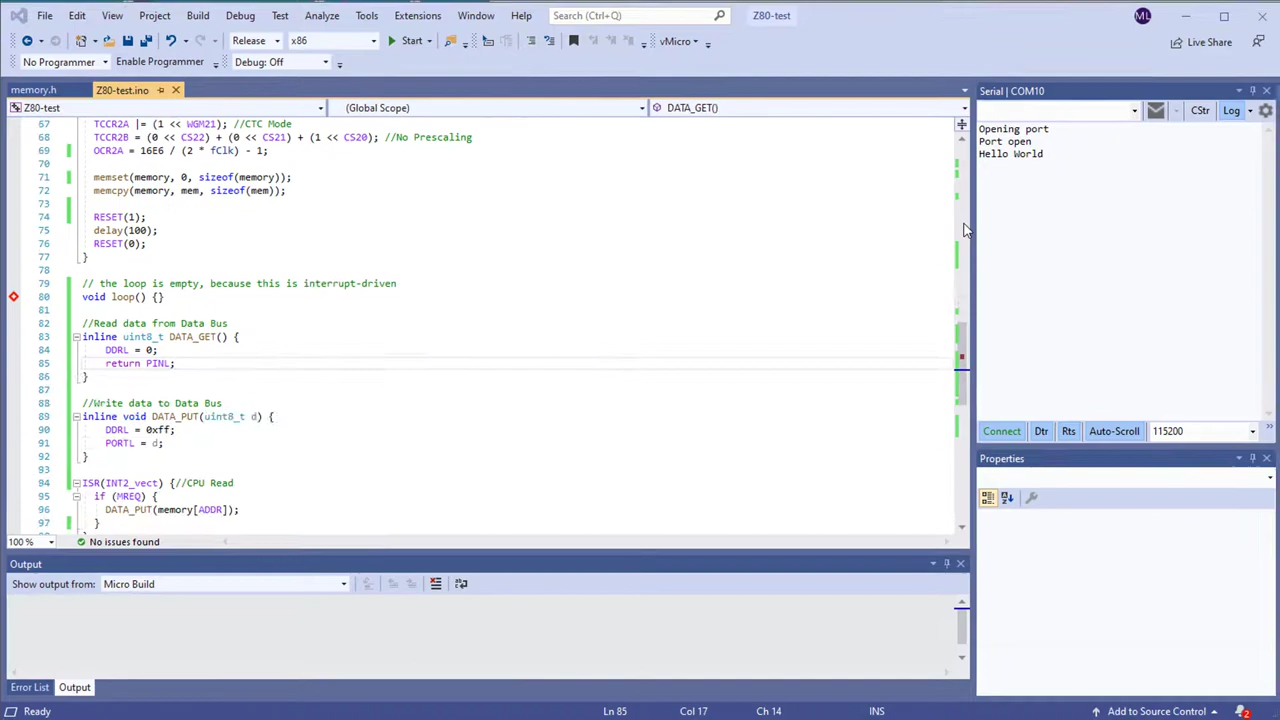 File Edit View Project Build Debug Test Analyze Tools Extensions Window Help Search (Ctrl+Q) Z80-test ML
Release x86 Start vMicro Live Share
No Programmer Enable Programmer Debug: Off
memory.h Z80-test.ino
Z80-test (Global Scope) DATA_GET()
67 TCCR2A |= (1 << WGM21); //CTC Mode
68 TCCR2B = (0 << CS22) + (0 << CS21) + (1 << CS20); //No Prescaling
69 OCR2A = 16E6 / (2 * fClk) - 1;
70
71 memset(memory, 0, sizeof(memory));
72 memcpy(memory, mem, sizeof(mem));
73
74 RESET(1);
75 delay(100);
76 RESET(0);
77 }
78
79 // the loop is empty, because this is interrupt-driven
80 void loop() {}
81
82 //Read data from Data Bus
83 inline uint8_t DATA_GET() {
84 DDRL = 0;
85 return PINL;
86 }
87
88 //Write data to Data Bus
89 inline void DATA_PUT(uint8_t d) {
90 DDRL = 0xff;
91 PORTL = d;
92 }
93
94 ISR(INT2_vect) {//CPU Read
95 if (MREQ) {
96 DATA_PUT(memory[ADDR]);
97 }
100 % No issues found
Serial | COM10
CStr Log
Opening port
Port open
Hello World
Connect Dtr Rts Auto-Scroll 115200
Properties
Output
Show output from: Micro Build
Error List Output
Ready Ln 85 Col 17 Ch 14 INS Add to Source Control 2